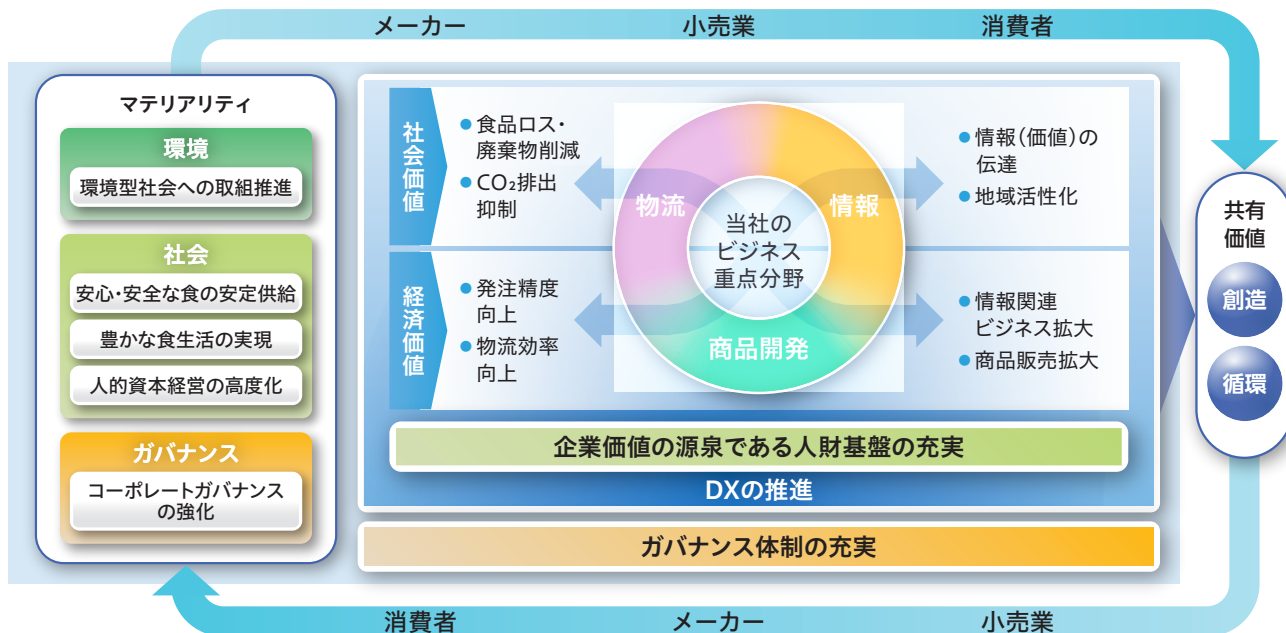 メーカー
小売業
消費者
マテリアリティ
環境
環境型社会への取組推進
社会
安心・安全な食の安定供給
豊かな食生活の実現
人的資本経営の高度化
ガバナンス
コーポレートガバナンス
の強化
社会価値
● 食品ロス・
廃棄物削減
● CO₂排出
抑制
物流
情報
当社の
ビジネス
重点分野
商品開発
● 情報(価値)の
伝達
● 地域活性化
経済価値
● 発注精度
向上
● 物流効率
向上
● 情報関連
ビジネス拡大
● 商品販売拡大
企業価値の源泉である人財基盤の充実
DXの推進
ガバナンス体制の充実
共有
価値
創造
循環
消費者
メーカー
小売業